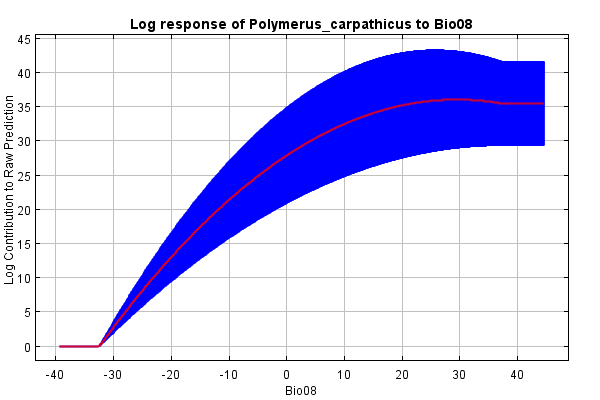 Log response of Polymerus_carpathicus to Bio08
Log Contribution to Raw Prediction
45
40
35
30
25
20
15
10
5
0
-40 -30 -20 -10 0 10 20 30 40
Bio08